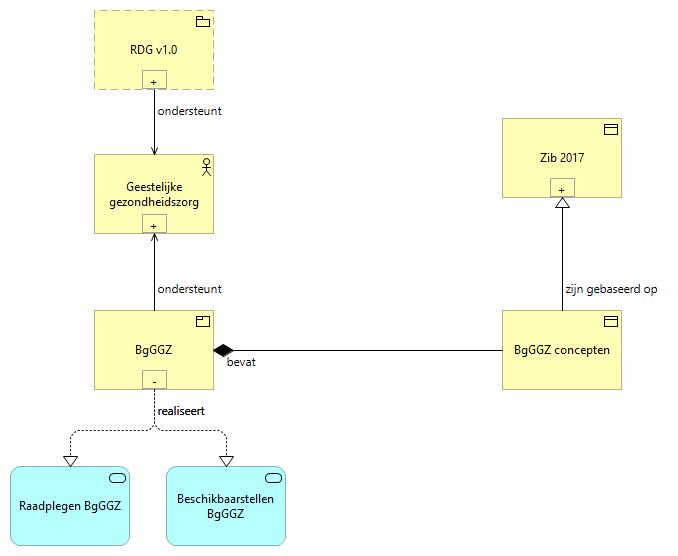 RDG v1.0
+
ondersteunt
Zib 2017
+
Geestelijke
gezondheidszorg
+
ondersteunt
zijn gebaseerd op
BgGGZ
-
bevat
BgGGZ concepten
realiseert
Raadplegen BgGGZ
Beschikbaarstellen
BgGGZ